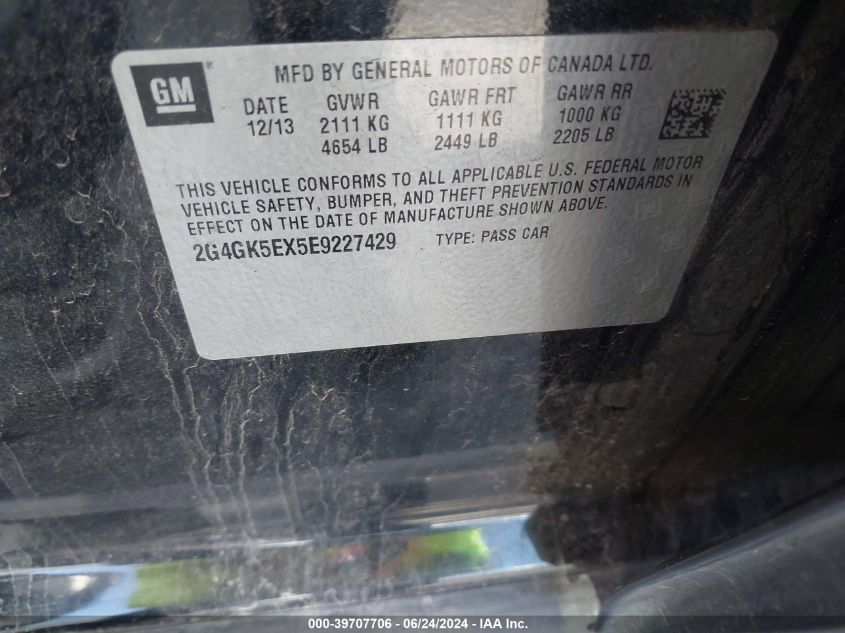 GM®
MFD BY GENERAL MOTORS OF CANADA LTD.
DATE GVWR GAWR FRT GAWR RR
12/13 2111 KG 1111 KG 1000 KG
4654 LB 2449 LB 2205 LB
THIS VEHICLE CONFORMS TO ALL APPLICABLE U.S. FEDERAL MOTOR
VEHICLE SAFETY, BUMPER, AND THEFT PREVENTION STANDARDS IN
EFFECT ON THE DATE OF MANUFACTURE SHOWN ABOVE.
2G4GK5EX5E9227429 TYPE: PASS CAR
000-39707706 - 06/24/2024 - IAA Inc.